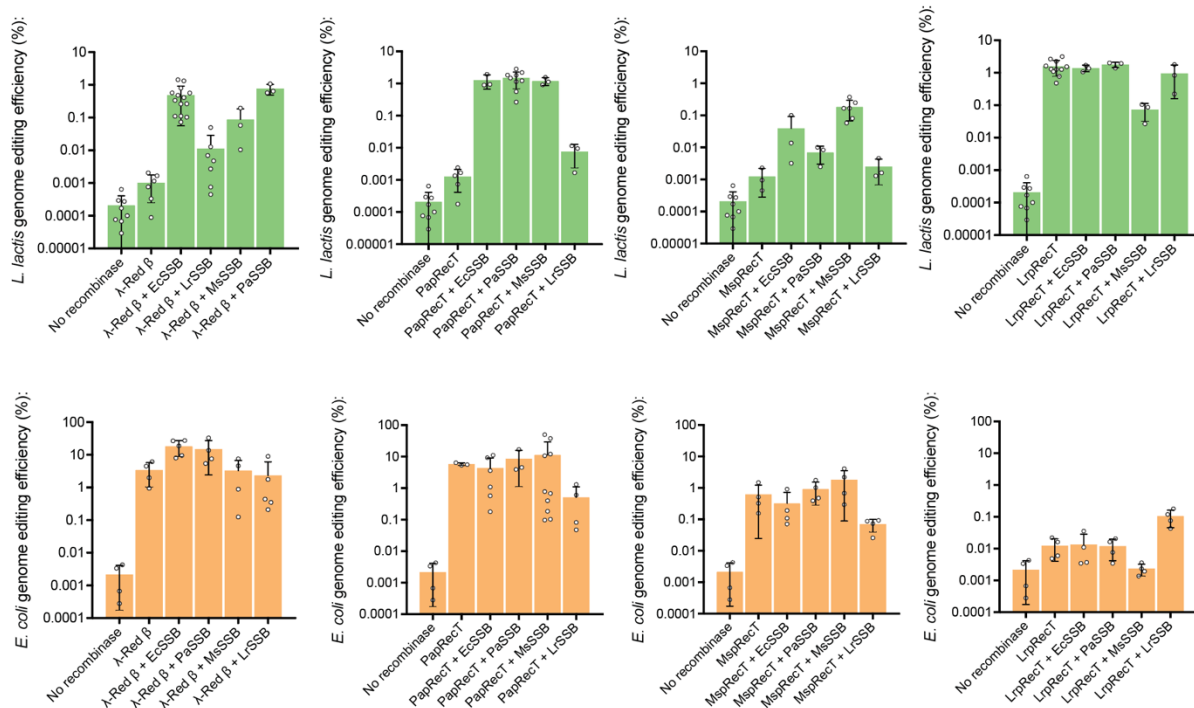 L. lactis genome editing efficiency (%):
10
1
0.1
0.01
0.001
0.0001
0.00001
No recombinase
λ-Red β
λ-Red β + EcSSB
λ-Red β + LrSSB
λ-Red β + MsSSB
λ-Red β + PaSSB
L. lactis genome editing efficiency (%):
10
1
0.1
0.01
0.001
0.0001
0.00001
No recombinase
PapRecT
PapRecT + EcSSB
PapRecT + PaSSB
PapRecT + MsSSB
PapRecT + LrSSB
L. lactis genome editing efficiency (%):
10
1
0.1
0.01
0.001
0.0001
0.00001
No recombinase
MspRecT
MspRecT + EcSSB
MspRecT + PaSSB
MspRecT + MsSSB
MspRecT + LrSSB
L. lactis genome editing efficiency (%):
10
1
0.1
0.01
0.001
0.0001
0.00001
No recombinase
LrpRecT
LrpRecT + EcSSB
LrpRecT + PaSSB
LrpRecT + MsSSB
LrpRecT + LrSSB
E. coli genome editing efficiency (%):
100
10
1
0.1
0.01
0.001
0.0001
No recombinase
λ-Red β
λ-Red β + EcSSB
λ-Red β + PaSSB
λ-Red β + MsSSB
λ-Red β + LrSSB
E. coli genome editing efficiency (%):
100
10
1
0.1
0.01
0.001
0.0001
No recombinase
PapRecT
PapRecT + EcSSB
PapRecT + PaSSB
PapRecT + MsSSB
PapRecT + LrSSB
E. coli genome editing efficiency (%):
100
10
1
0.1
0.01
0.001
0.0001
No recombinase
MspRecT
MspRecT + EcSSB
MspRecT + PaSSB
MspRecT + MsSSB
MspRecT + LrSSB
E. coli genome editing efficiency (%):
100
10
1
0.1
0.01
0.001
0.0001
No recombinase
LrpRecT
LrpRecT + EcSSB
LrpRecT + PaSSB
LrpRecT + MsSSB
LrpRecT + LrSSB